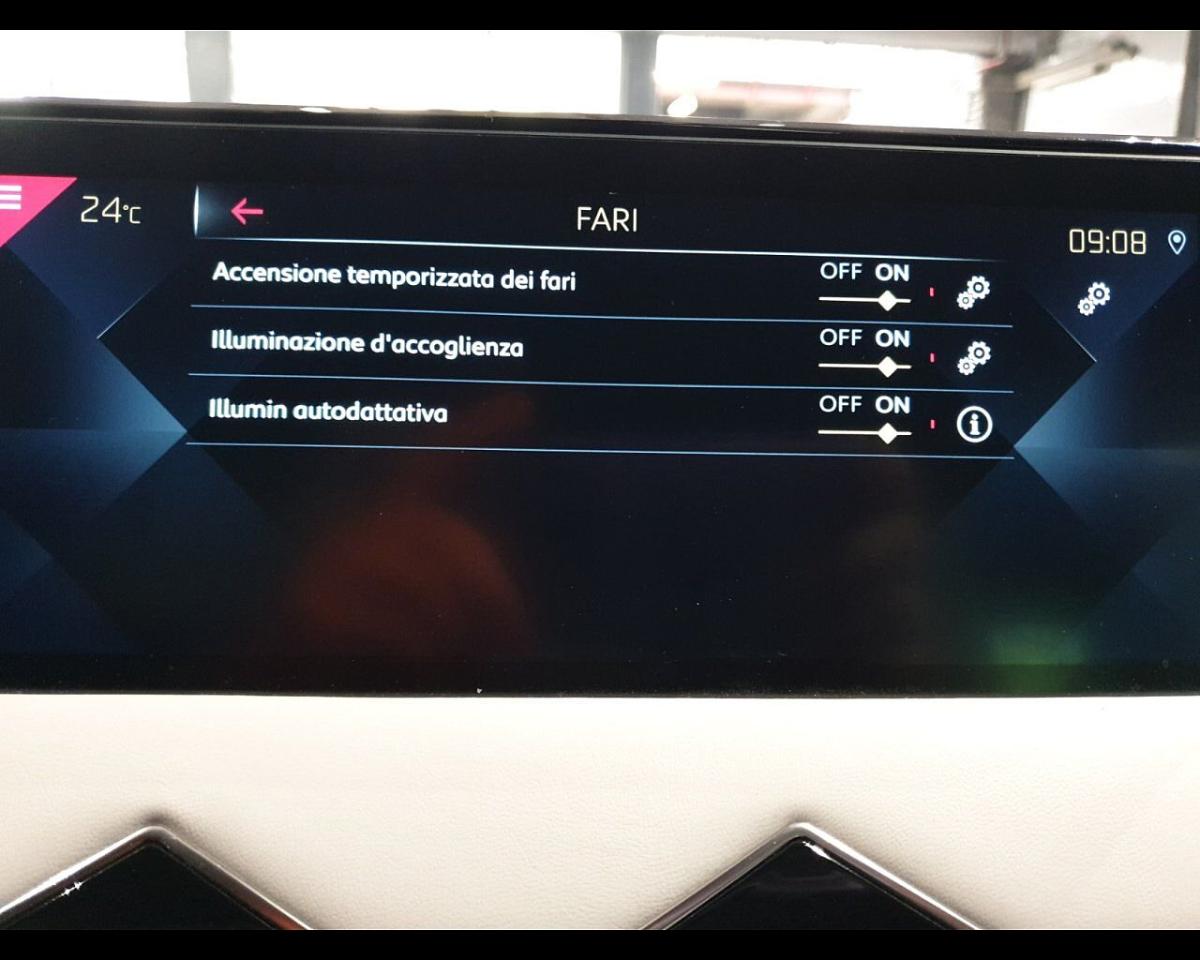 24°C
FARI
09:08
Accensione temporizzata dei fari
OFF ON
Illuminazione d'accoglienza
OFF ON
Illumin autodattativa
OFF ON